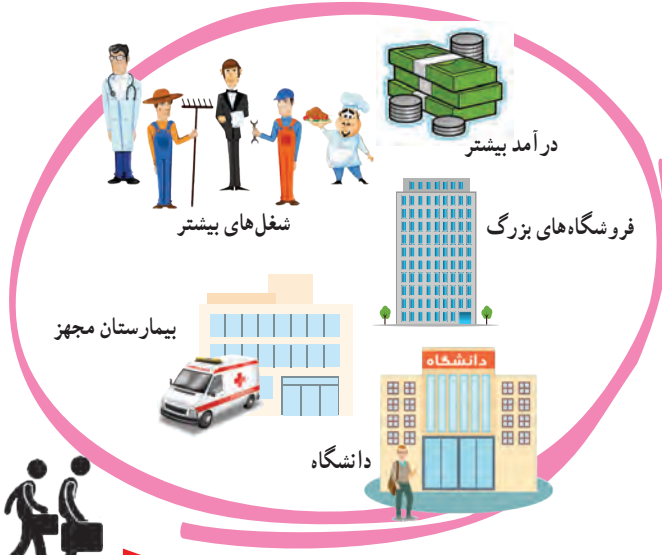 درآمد بیشتر
شغل‌های بیشتر
فروشگاه‌های بزرگ
بیمارستان مجهز
دانشگاه
دانشگاه